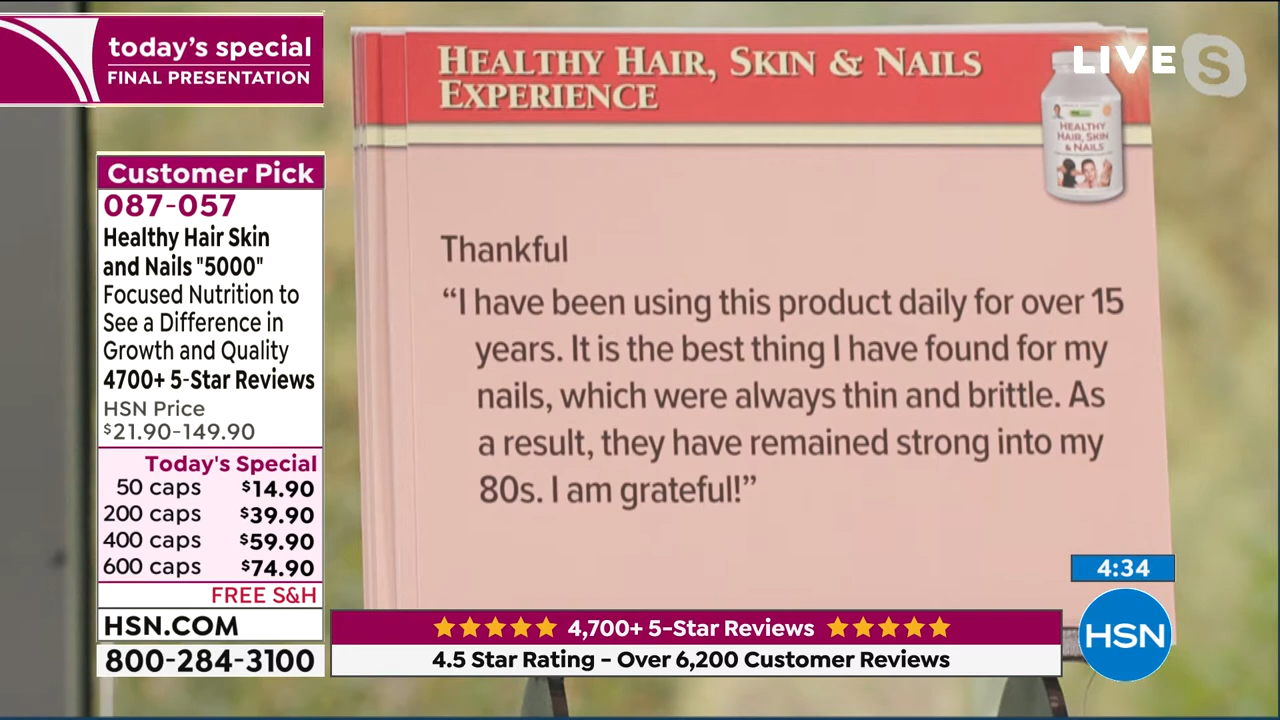 today's special
FINAL PRESENTATION
Customer Pick
087-057
Healthy Hair Skin
and Nails "5000"
Focused Nutrition to
See a Difference in
Growth and Quality
4700+ 5-Star Reviews
HSN Price
$21.90-149.90
Today's Special
50 caps $14.90
200 caps $39.90
400 caps $59.90
600 caps $74.90
FREE S&H
HSN.COM
800-284-3100
HEALTHY HAIR, SKIN & NAILS
EXPERIENCE
LIVE S
HEALTHY
HAIR, SKIN
& NAILS
Thankful
“I have been using this product daily for over 15
years. It is the best thing I have found for my
nails, which were always thin and brittle. As
a result, they have remained strong into my
80s. I am grateful!”
4:34
HSN
4,700+ 5-Star Reviews
4.5 Star Rating – Over 6,200 Customer Reviews